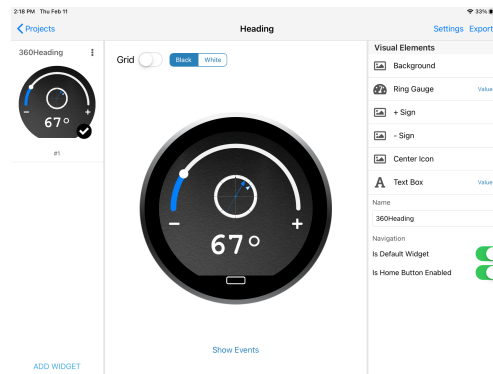 2:18 PM Thu Feb 11
33%
Projects
Heading
Settings Export
360Heading
67°
#1
ADD WIDGET
Grid
Black White
- +
67°
Show Events
Visual Elements
Background
Ring Gauge Value
+ Sign
- Sign
Center Icon
A Text Box Value
Name
360Heading
Navigation
Is Default Widget
Is Home Button Enabled